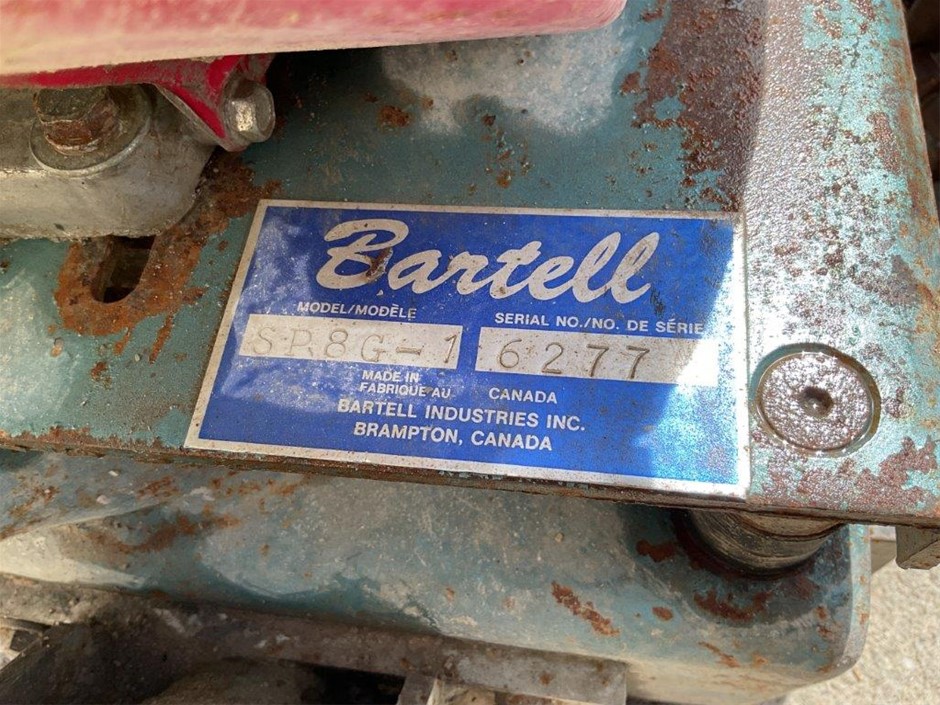 Bartell
MODEL/MODÈLE SERIAL NO./NO. DE SÉRIE
SP8G-1 6277
MADE IN
FABRIQUÉ AU CANADA
BARTELL INDUSTRIES INC.
BRAMPTON, CANADA